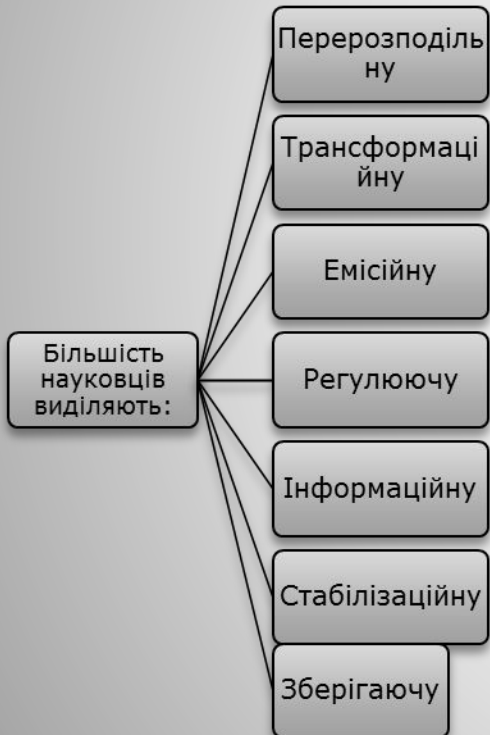 Більшість
науковців
виділяють:
Перерозподіль
ну
Трансформаці
йну
Емісійну
Регулюючу
Інформаційну
Стабілізаційну
Зберігаючу